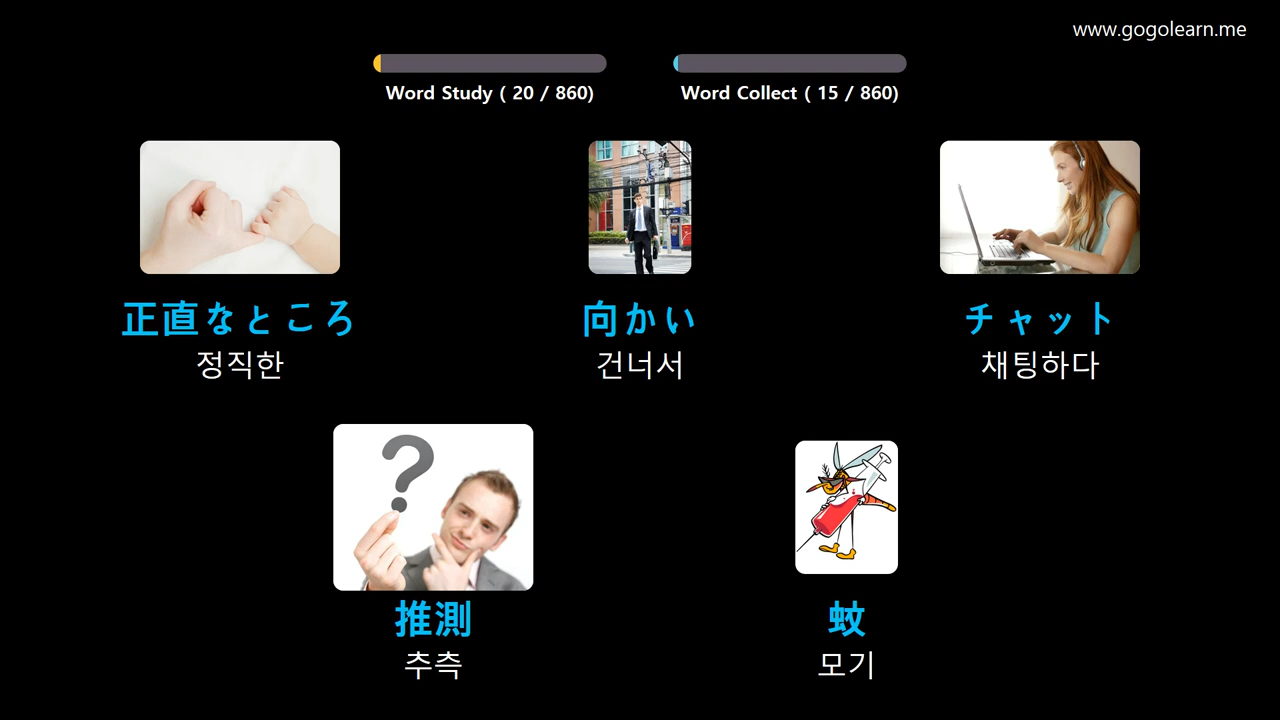 www.gogolearn.me
Word Study ( 20 / 860)
Word Collect ( 15 / 860)
正直なところ
정직한
向かい
건너서
チャット
채팅하다
推測
추측
蚊
모기